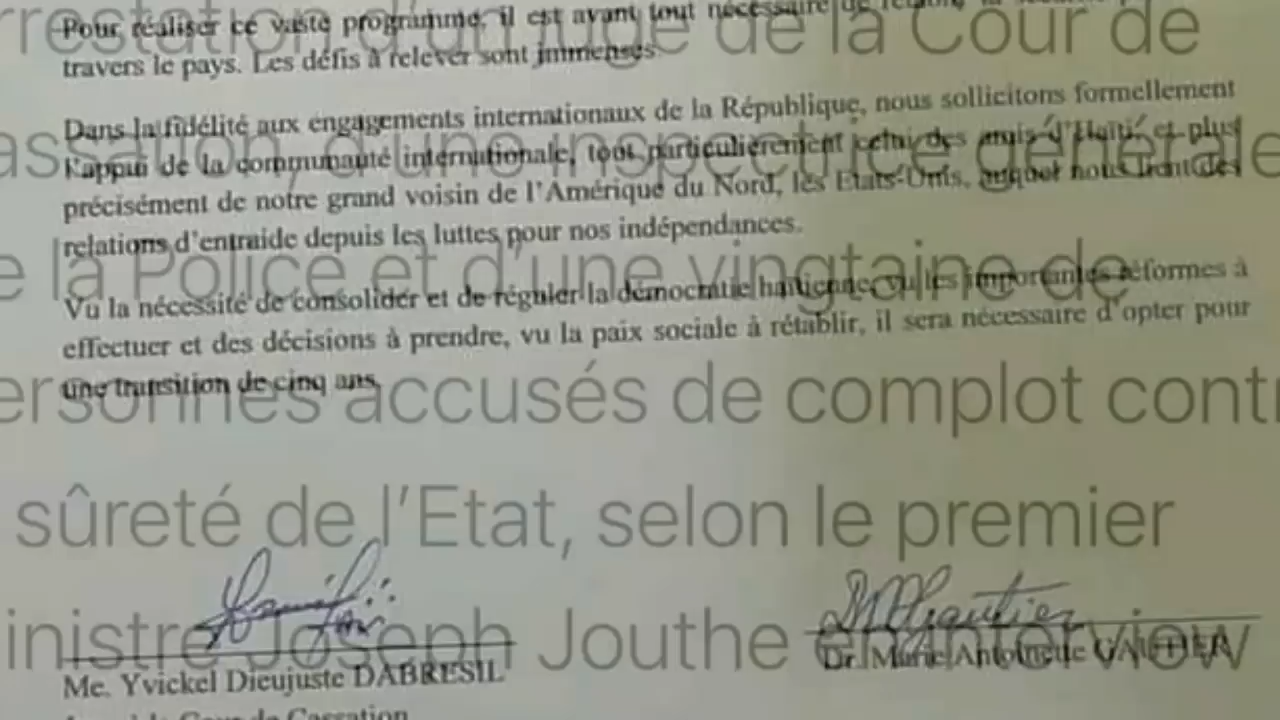 Pour réaliser ce vaste programme, il est avant tout nécessaire de rétablir la
travers le pays. Les défis à relever sont immenses.
Dans la fidélité aux engagements internationaux de la République, nous sollicitons formellement
l'appui de la communauté internationale, tout particulièrement celui des amis d'Haïti et plus
précisément de notre grand voisin de l'Amérique du Nord, les Etats-Unis, auquel nous lient des
relations d'entraide depuis les luttes pour nos indépendances.
Vu la nécessité de consolider et de réguler la démocratie haïtienne, vu les importantes réformes à
effectuer et des décisions à prendre, vu la paix sociale à rétablir, il sera nécessaire d'opter pour
une transition de cinq ans.
Me. Yvickel Dieujuste DABRESIL
Dr. Marie Antoinette GAUTHIER
Cour de Cassation
rrestation d'un juge de la Cour de
assation, d'une inspectrice générale
e la Police et d'une vingtaine de
ersonnes accusés de complot contr
sûreté de l'Etat, selon le premier
inistre Joseph Jouthe en interview